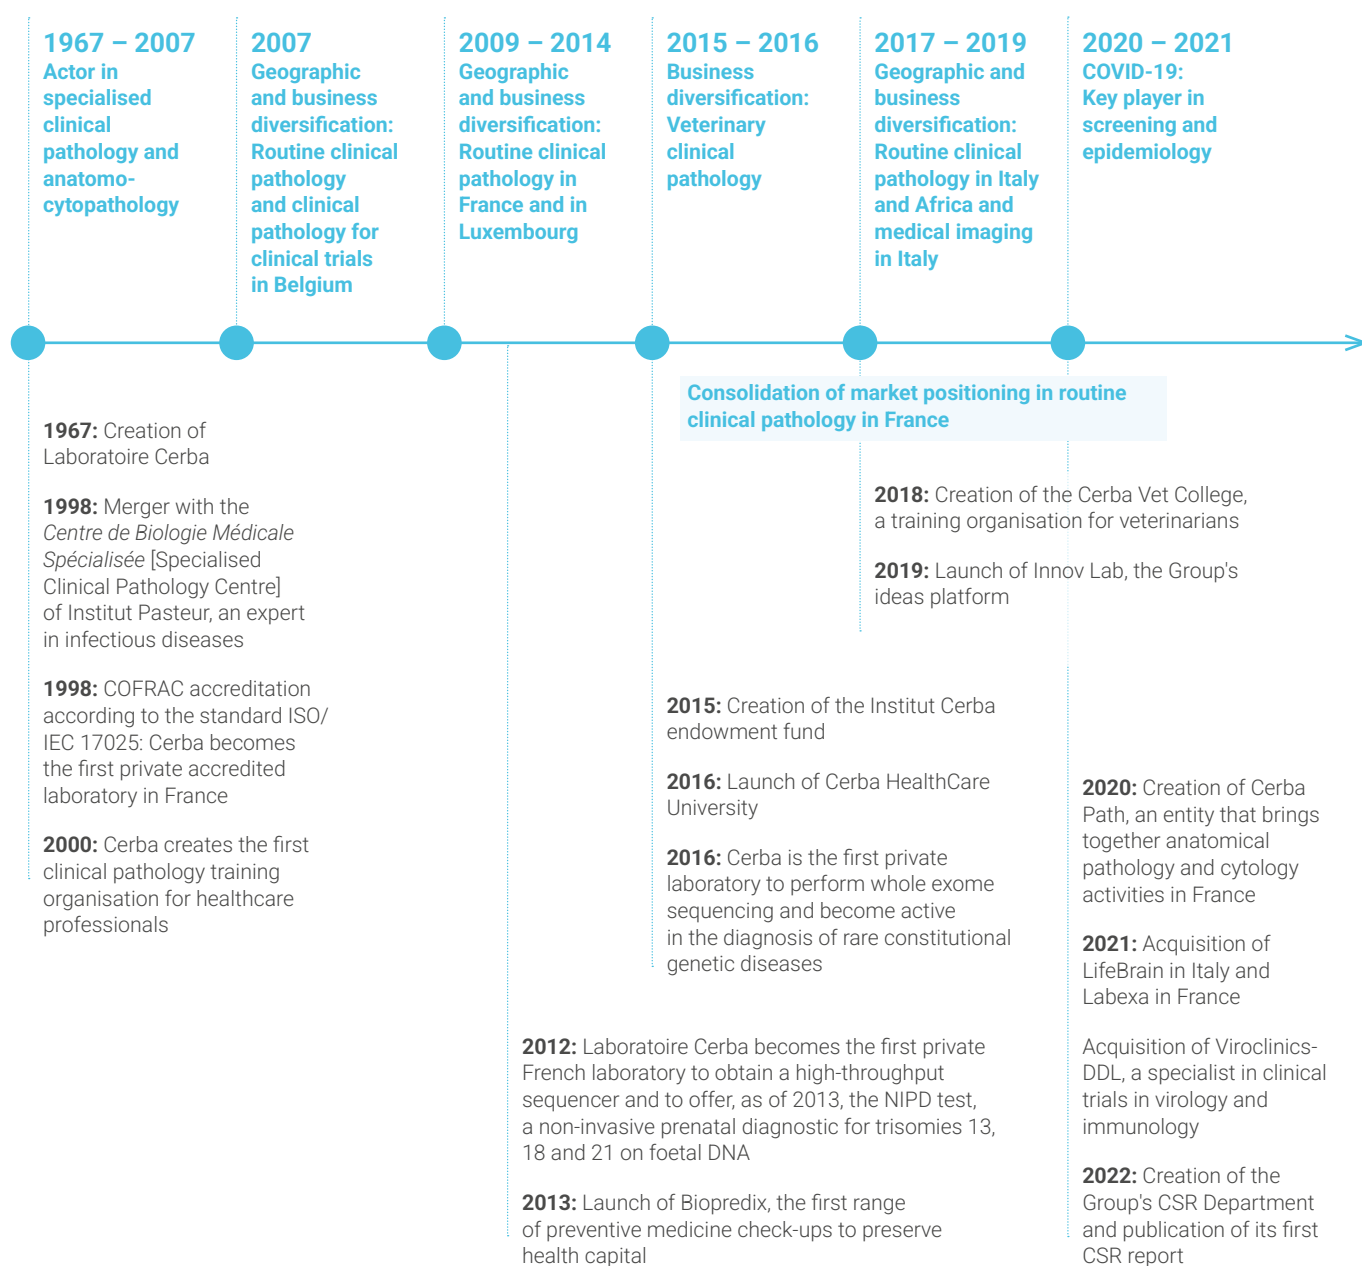 1967 – 2007
Actor in
specialised
clinical
pathology and
anatomo-
cytopathology
2007
Geographic
and business
diversification:
Routine clinical
pathology
and clinical
pathology for
clinical trials
in Belgium
2009 – 2014
Geographic
and business
diversification:
Routine clinical
pathology in
France and in
Luxembourg
2015 – 2016
Business
diversification:
Veterinary
clinical
pathology
2017 – 2019
Geographic and
business
diversification:
Routine clinical
pathology in Italy
and Africa and
medical imaging
in Italy
2020 – 2021
COVID-19:
Key player in
screening and
epidemiology
Consolidation of market positioning in routine
clinical pathology in France
1967: Creation of
Laboratoire Cerba
1998: Merger with the
Centre de Biologie Médicale
Spécialisée [Specialised
Clinical Pathology Centre]
of Institut Pasteur, an expert
in infectious diseases
1998: COFRAC accreditation
according to the standard ISO/
IEC 17025: Cerba becomes
the first private accredited
laboratory in France
2000: Cerba creates the first
clinical pathology training
organisation for healthcare
professionals
2012: Laboratoire Cerba becomes the first private
French laboratory to obtain a high-throughput
sequencer and to offer, as of 2013, the NIPD test,
a non-invasive prenatal diagnostic for trisomies 13,
18 and 21 on foetal DNA
2013: Launch of Biopredix, the first range
of preventive medicine check-ups to preserve
health capital
2015: Creation of the Institut Cerba
endowment fund
2016: Launch of Cerba HealthCare
University
2016: Cerba is the first private
laboratory to perform whole exome
sequencing and become active
in the diagnosis of rare constitutional
genetic diseases
2018: Creation of the Cerba Vet College,
a training organisation for veterinarians
2019: Launch of Innov Lab, the Group's
ideas platform
2020: Creation of Cerba
Path, an entity that brings
together anatomical
pathology and cytology
activities in France
2021: Acquisition of
LifeBrain in Italy and
Labexa in France
Acquisition of Viroclinics-
DDL, a specialist in clinical
trials in virology and
immunology
2022: Creation of the
Group's CSR Department
and publication of its first
CSR report